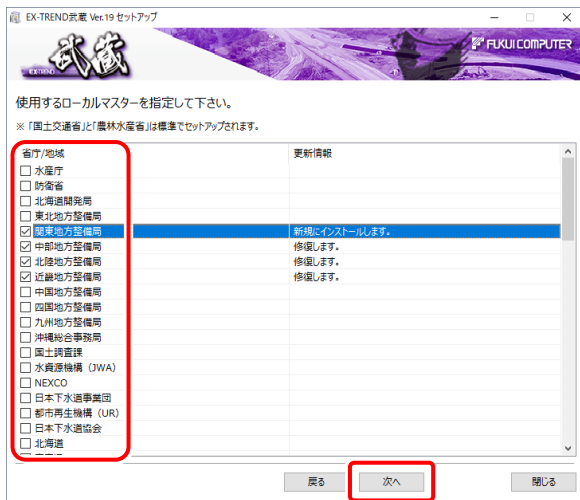 EX-TREND武蔵 Ver.19 セットアップ
EX-TREND 武蔵
FUKUI COMPUTER
使用するローカルマスターを指定して下さい。
※「国土交通省」と「農林水産省」は標準でセットアップされます。
省庁/地域 更新情報
水産庁
防衛省
北海道開発局
東北地方整備局
関東地方整備局 新規にインストールします。
中部地方整備局 修復します。
北陸地方整備局 修復します。
近畿地方整備局 修復します。
中国地方整備局
四国地方整備局
九州地方整備局
沖縄総合事務局
国土調査課
水資源機構（JWA）
NEXCO
日本下水道事業団
都市再生機構（UR）
日本下水道協会
北海道
戻る 次へ 閉じる